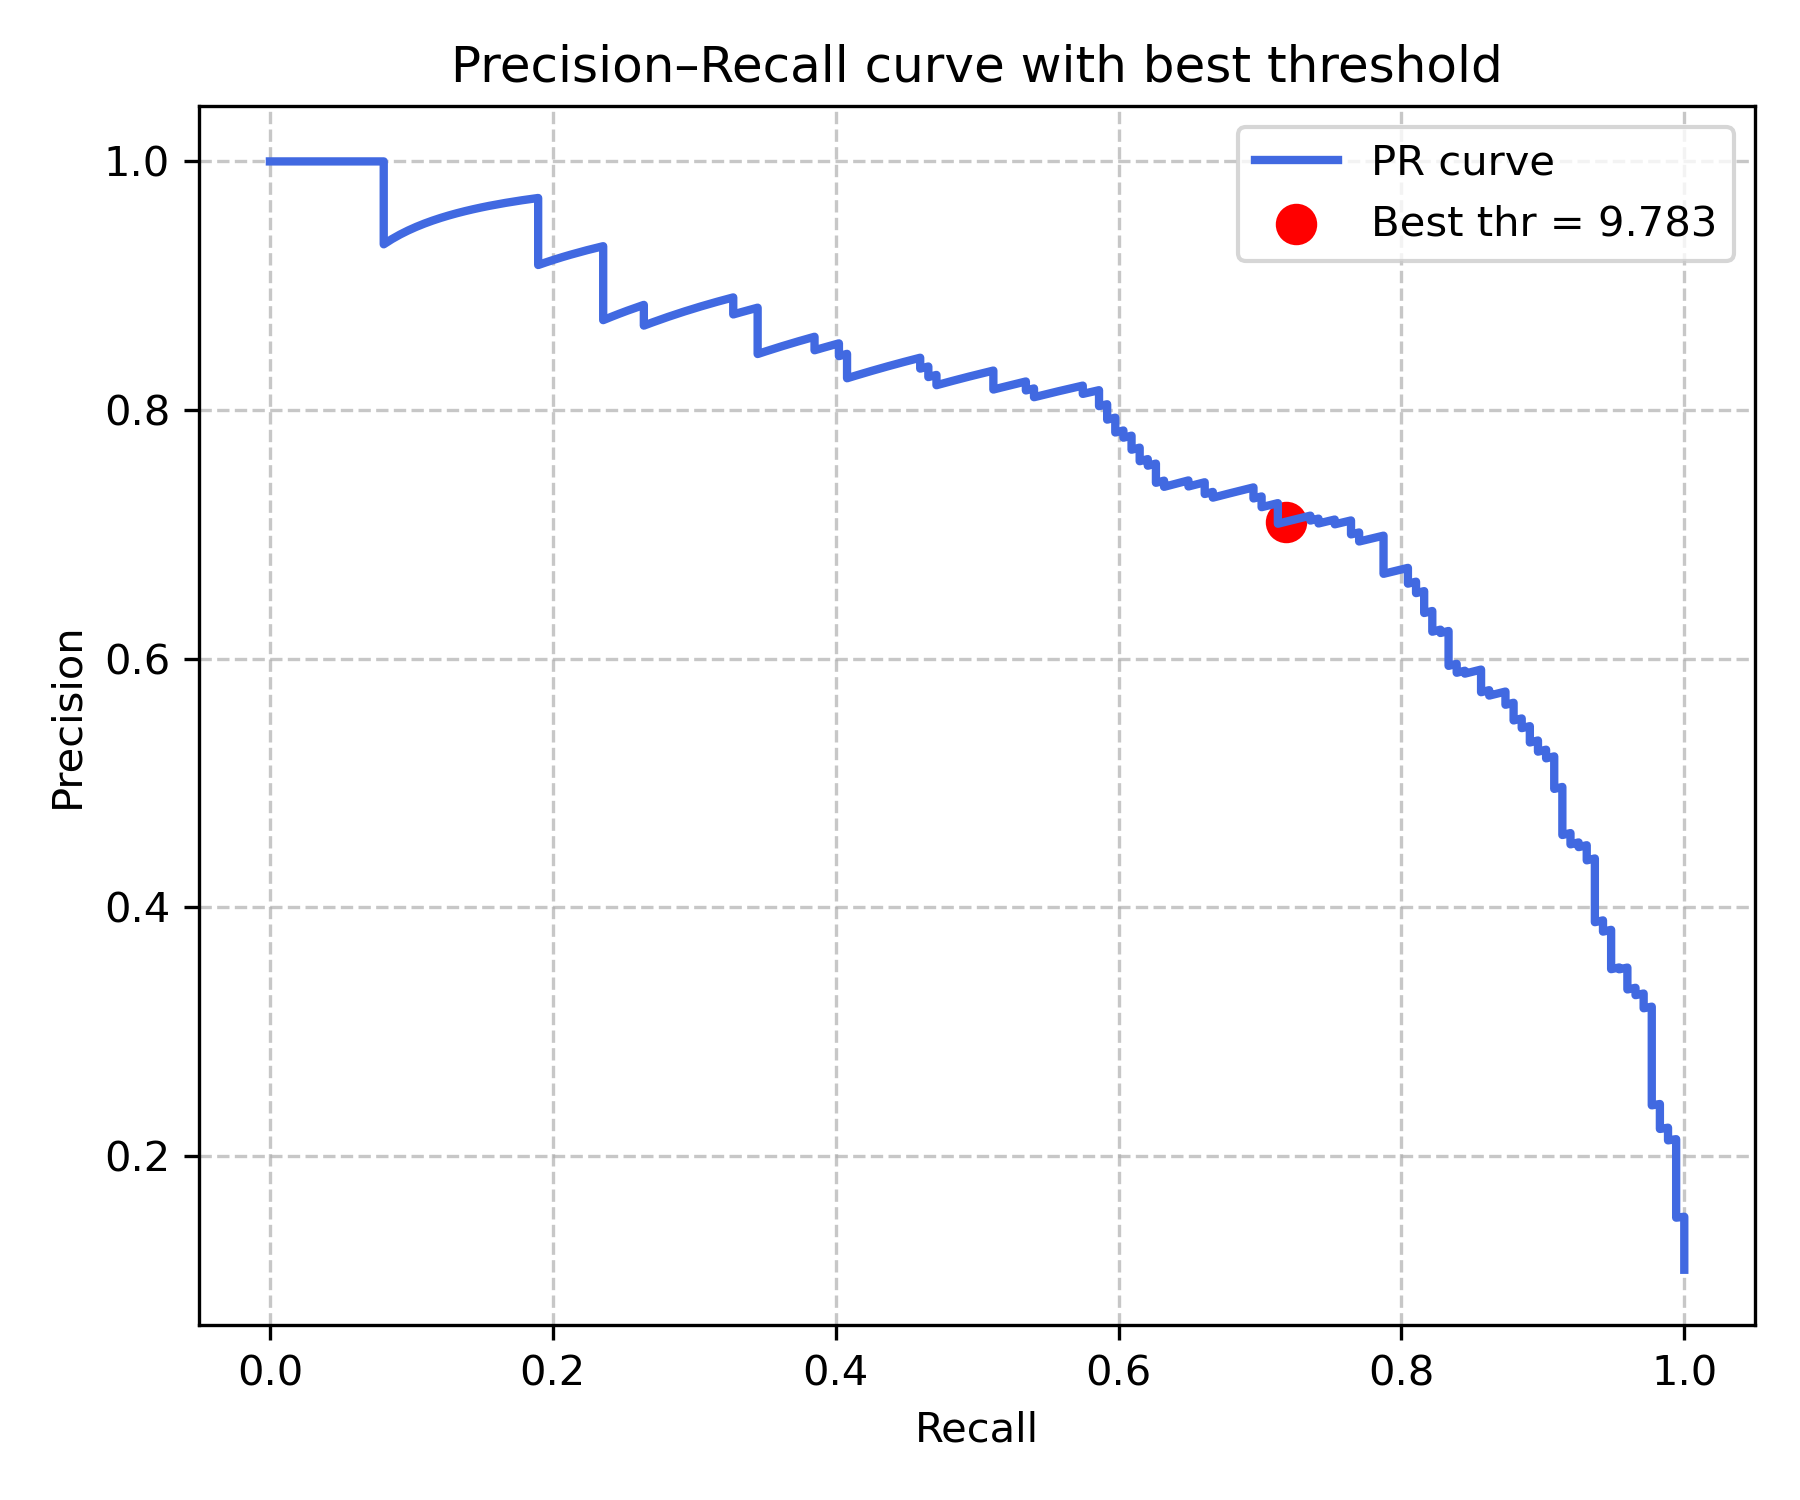 Precision–Recall curve with best threshold
PR curve
Best thr = 9.783
1.0
0.8
0.6
0.4
0.2
Precision
0.0 0.2 0.4 0.6 0.8 1.0
Recall